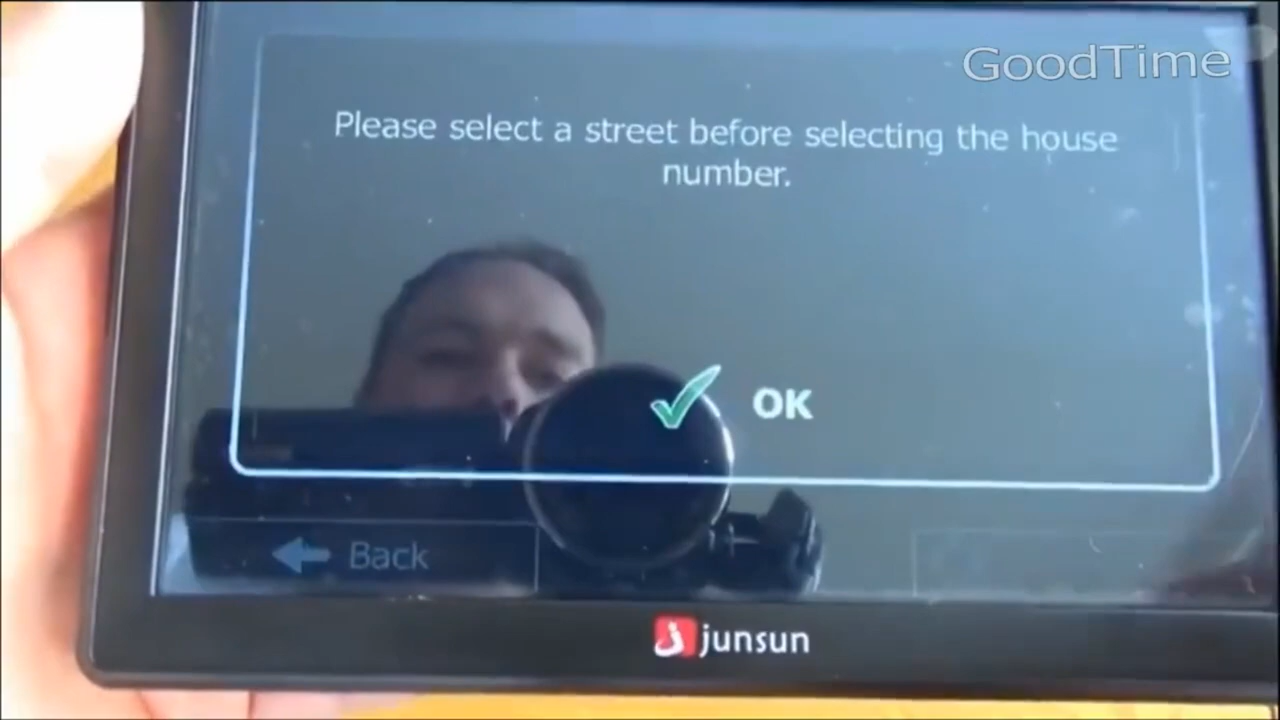 GoodTime
Please select a street before selecting the house
number.
OK
Back
junsun